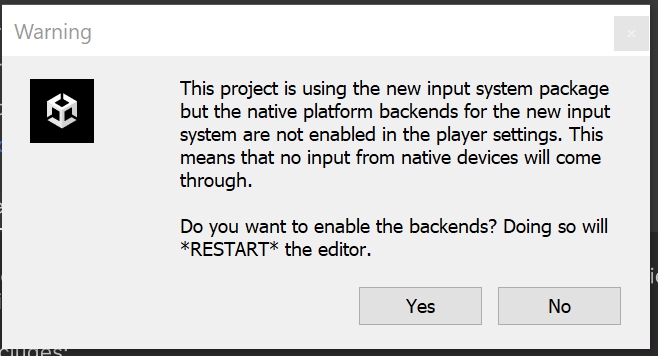 Warning
This project is using the new input system package
but the native platform backends for the new input
system are not enabled in the player settings. This
means that no input from native devices will come
through.
Do you want to enable the backends? Doing so will
*RESTART* the editor.
Yes No